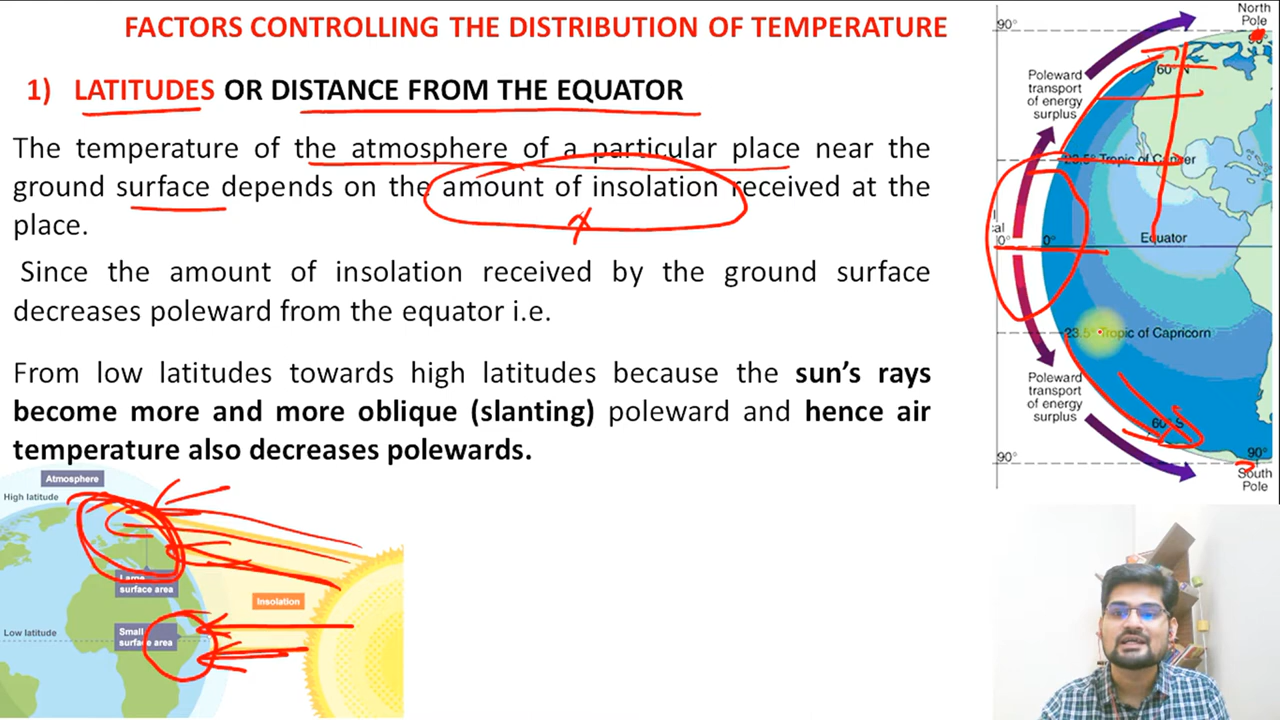 FACTORS CONTROLLING THE DISTRIBUTION OF TEMPERATURE
1) LATITUDES OR DISTANCE FROM THE EQUATOR
The temperature of the atmosphere of a particular place near the
ground surface depends on the amount of insolation received at the
place.
Since the amount of insolation received by the ground surface
decreases poleward from the equator i.e.
From low latitudes towards high latitudes because the sun's rays
become more and more oblique (slanting) poleward and hence air
temperature also decreases polewards.
Atmosphere
High latitude
Large
surface area
Insolation
Low latitude
Small
surface area
North
Pole
90°
90°
60° N
Poleward
transport
of energy
surplus
23.5° Tropic of Cancer
al
0°
0°
Equator
23.5° Tropic of Capricorn
Poleward
transport
of energy
surplus
60° S
90°
90°
South
Pole